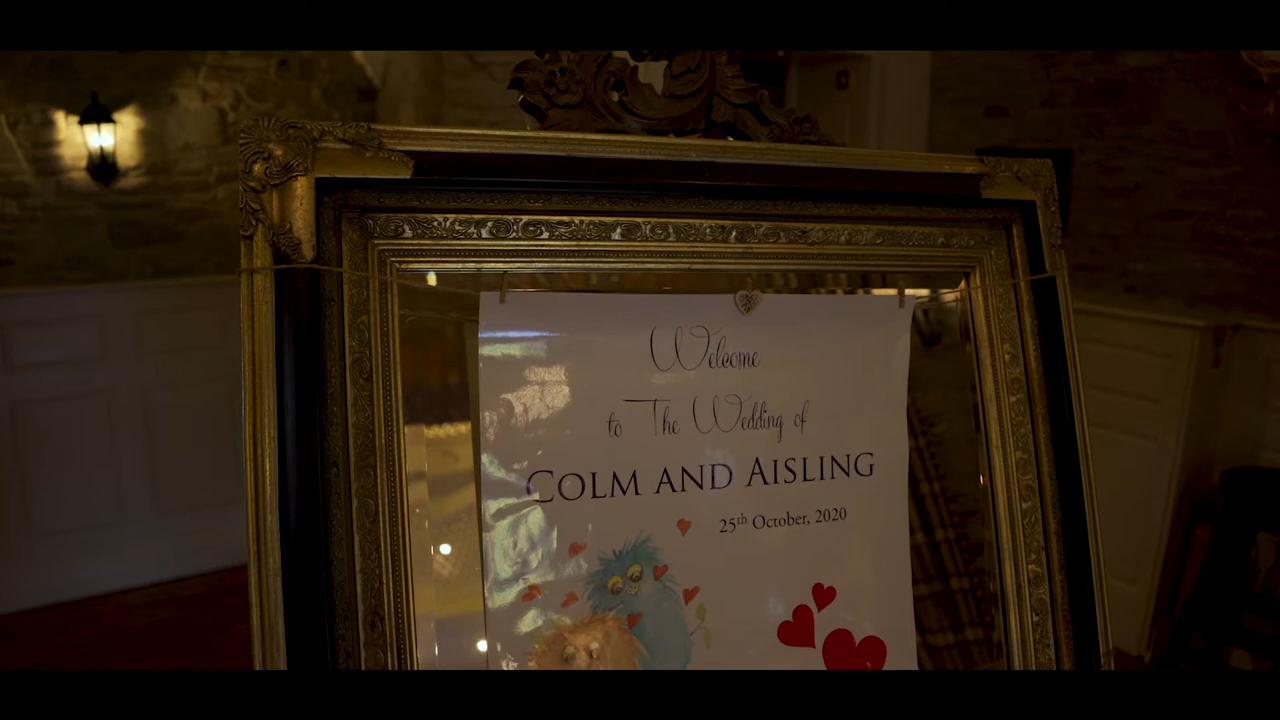 Welcome
to The Wedding of
COLM AND AISLING
25th October, 2020